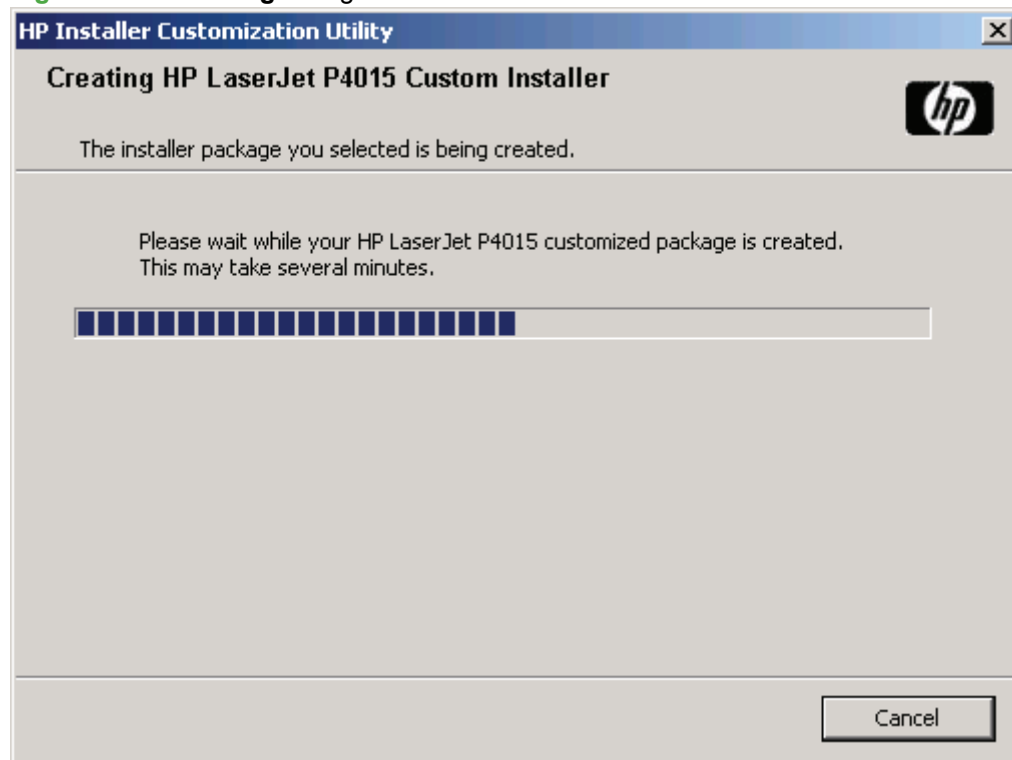 HP Installer Customization Utility
Creating HP LaserJet P4015 Custom Installer
hp
The installer package you selected is being created.
Please wait while your HP LaserJet P4015 customized package is created.
This may take several minutes.
Cancel